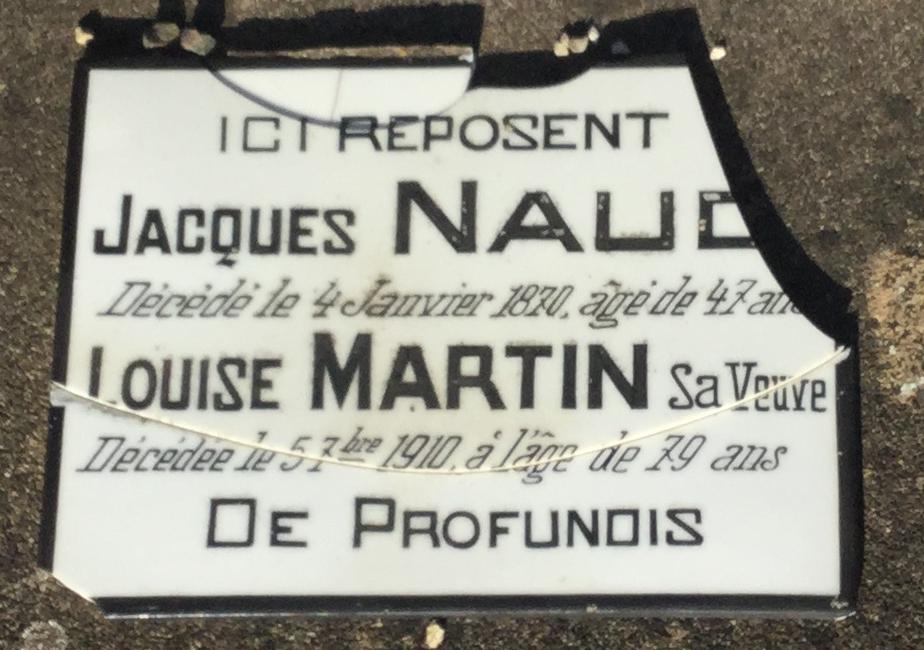 ICI REPOSENT
JACQUES NAUD
Décédé le 4 Janvier 1870, âgé de 47 ans
LOUISE MARTIN Sa Veuve
Décédée le 5 7bre 1910, à l'âge de 79 ans
DE PROFUNDIS